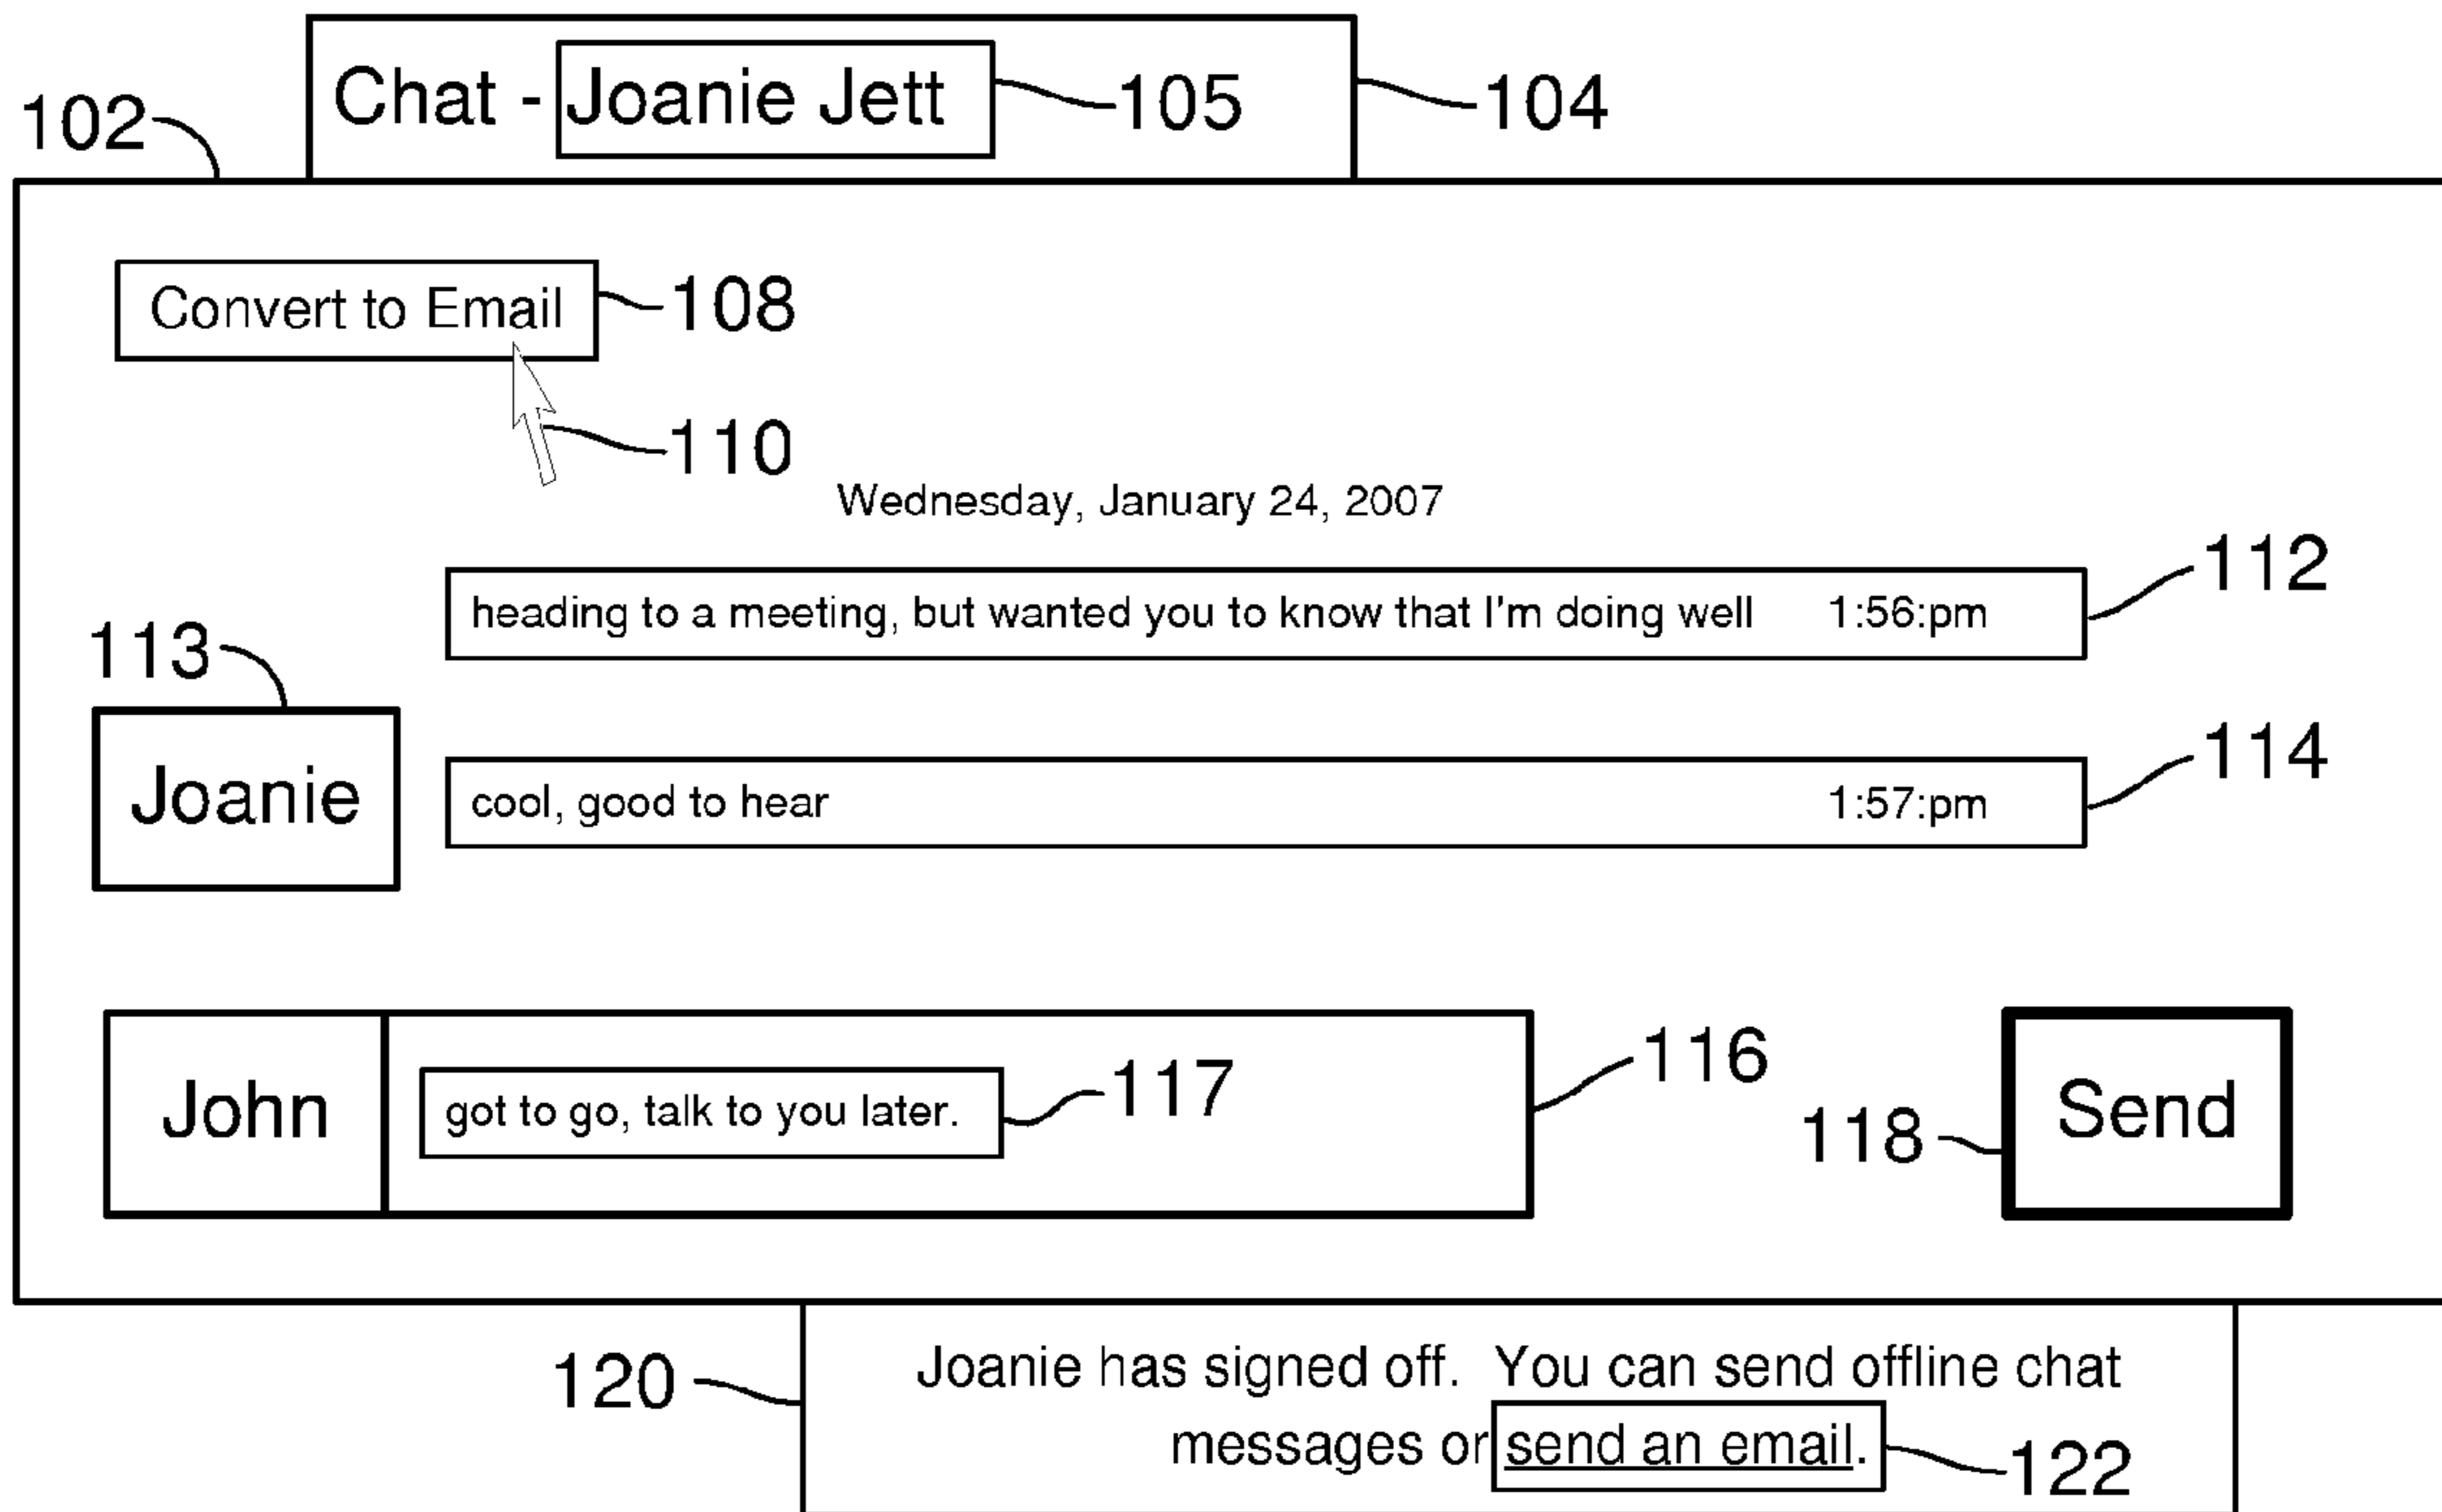 Chat - Joanie Jett 105 104
102
Convert to Email 108
110
Wednesday, January 24, 2007
112
heading to a meeting, but wanted you to know that I'm doing well 1:56:pm
113
114
Joanie cool, good to hear 1:57:pm
116
John got to go, talk to you later. 117
118 Send
120 Joanie has signed off. You can send offline chat
messages or send an email. 122